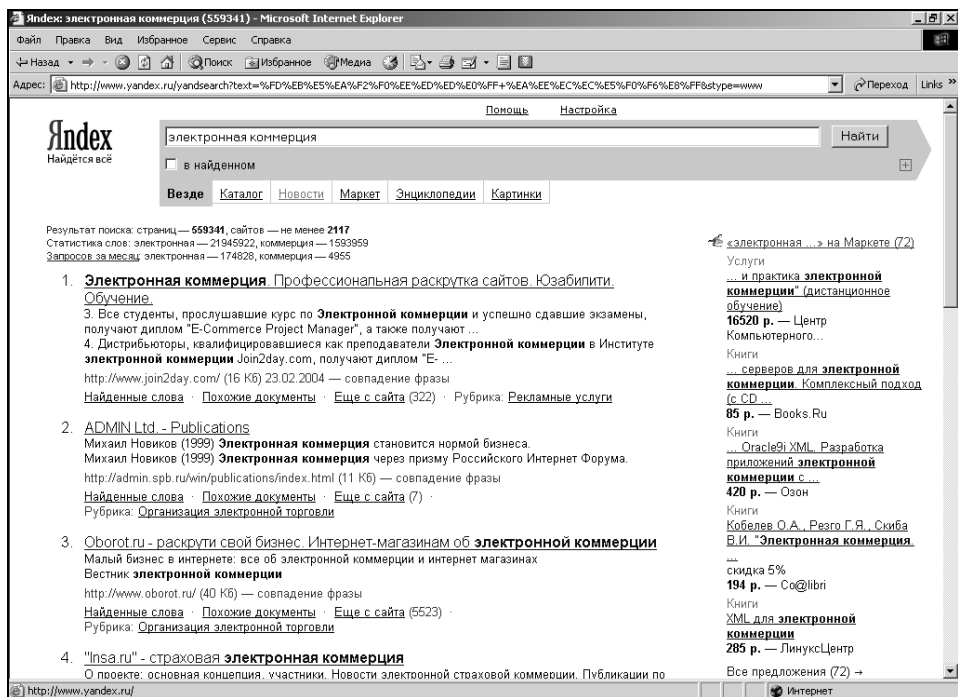 Яndex: электронная коммерция (559341) - Microsoft Internet Explorer
Файл Правка Вид Избранное Сервис Справка
Назад Поиск Избранное Медиа
Адрес: http://www.yandex.ru/yandsearch?text=%FD%EB%E5%EA%F2%F0%EE%ED%ED%E0%FF+%EA%EE%EC%EC%E5%F0%F6%E8%FF&stype=www Переход Links »
Помощь Настройка
Яndex
Найдётся всё
электронная коммерция Найти
в найденном
Везде Каталог Новости Маркет Энциклопедии Картинки
Результат поиска: страниц — 559341, сайтов — не менее 2117
Статистика слов: электронная — 21945922, коммерция — 1593959
Запросов за месяц: электронная — 174828, коммерция — 4955
1. Электронная коммерция. Профессиональная раскрутка сайтов. Юзабилити.
Обучение.
3. Все студенты, прослушавшие курс по Электронной коммерции и успешно сдавшие экзамены,
получают диплом "E-Commerce Project Manager", а также получают ...
4. Дистрибьюторы, квалифицировавшиеся как преподаватели Электронной коммерции в Институте
электронной коммерции Join2day.com, получают диплом "E- ...
http://www.join2day.com/ (16 Кб) 23.02.2004 — совпадение фразы
Найденные слова · Похожие документы · Еще с сайта (322) · Рубрика: Рекламные услуги
2. ADMIN Ltd. - Publications
Михаил Новиков (1999) Электронная коммерция становится нормой бизнеса.
Михаил Новиков (1999) Электронная коммерция через призму Российского Интернет Форума.
http://admin.spb.ru/win/publications/index.html (11 Кб) — совпадение фразы
Найденные слова · Похожие документы · Еще с сайта (7) ·
Рубрика: Организация электронной торговли
3. Oborot.ru - раскрути свой бизнес. Интернет-магазинам об электронной коммерции
Малый бизнес в интернете: все об электронной коммерции и интернет магазинах
Вестник электронной коммерции
http://www.oborot.ru/ (40 Кб) — совпадение фразы
Найденные слова · Похожие документы · Еще с сайта (5523) ·
Рубрика: Организация электронной торговли
4. "Insa.ru" - страховая электронная коммерция
О проекте: основная концепция, участники. Новости электронной страховой коммерции. Публикации по
«электронная ...» на Маркете (72)
Услуги
... и практика электронной
коммерции" (дистанционное
обучение)
16520 р. — Центр
Компьютерного...
Книги
... серверов для электронной
коммерции. Комплексный подход
(с CD ...
85 р. — Books.Ru
Книги
... Oracle9i XML. Разработка
приложений электронной
коммерции с ...
420 р. — Озон
Книги
Кобелев О.А., Резго Г.Я., Скиба
В.И. "Электронная коммерция.
...
скидка 5%
194 р. — Co@libri
Книги
XML для электронной
коммерции
285 р. — ЛинуксЦентр
Все предложения (72) →
http://www.yandex.ru/ Интернет